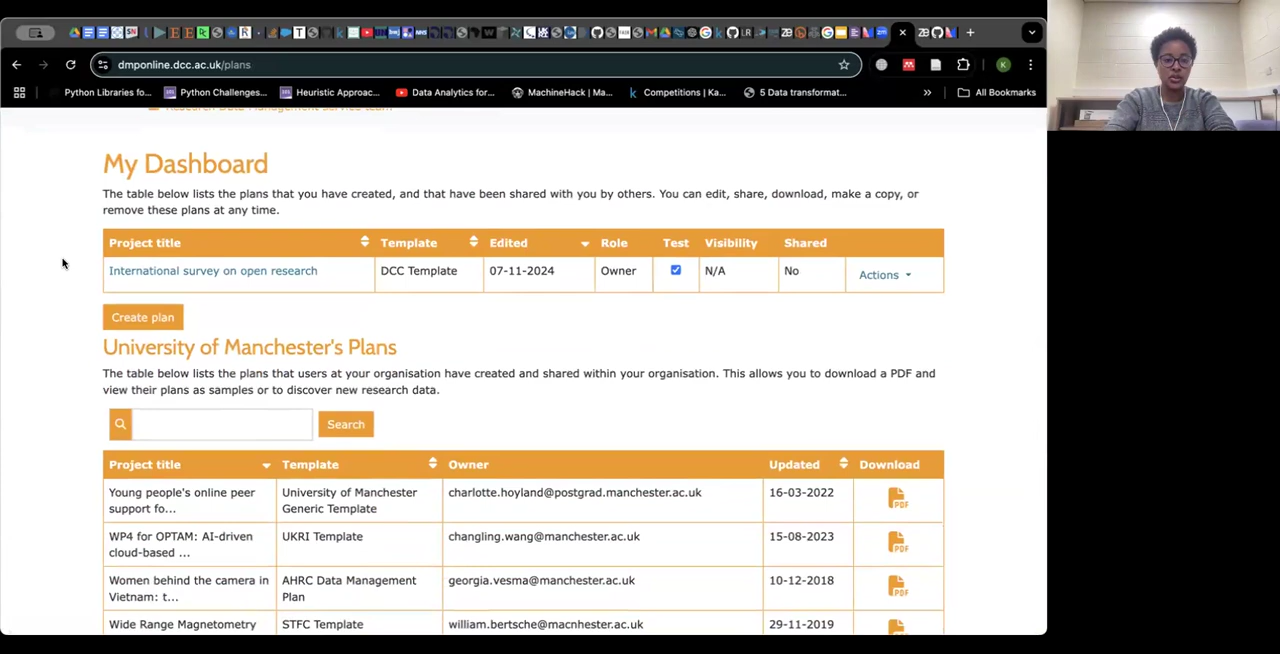 dmponline.dcc.ac.uk/plans
K
Python Libraries fo...
Python Challenges...
Heuristic Approac...
Data Analytics for...
MachineHack | Ma...
Competitions | Ka...
5 Data transformat...
»
All Bookmarks
My Dashboard
The table below lists the plans that you have created, and that have been shared with you by others. You can edit, share, download, make a copy, or
remove these plans at any time.
Project title Template Edited Role Test Visibility Shared
International survey on open research DCC Template 07-11-2024 Owner N/A No Actions
Create plan
University of Manchester's Plans
The table below lists the plans that users at your organisation have created and shared within your organisation. This allows you to download a PDF and
view their plans as samples or to discover new research data.
Search
Project title Template Owner Updated Download
Young people's online peer University of Manchester charlotte.hoyland@postgrad.manchester.ac.uk 16-03-2022 PDF
support fo... Generic Template
WP4 for OPTAM: AI-driven UKRI Template changling.wang@manchester.ac.uk 15-08-2023 PDF
cloud-based ...
Women behind the camera in AHRC Data Management georgia.vesma@manchester.ac.uk 10-12-2018 PDF
Vietnam: t... Plan
Wide Range Magnetometry STFC Template william.bertsche@macnhester.ac.uk 29-11-2019